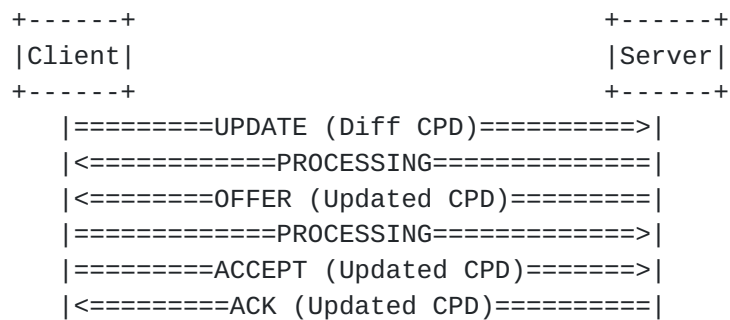 +------+                              +------+
|Client|                              |Server|
+------+                              +------+
   |=========UPDATE (Diff CPD)==========>|
   |<============PROCESSING==============|
   |<========OFFER (Updated CPD)=========|
   |=============PROCESSING=============>|
   |=========ACCEPT (Updated CPD)=======>|
   |<=========ACK (Updated CPD)==========|